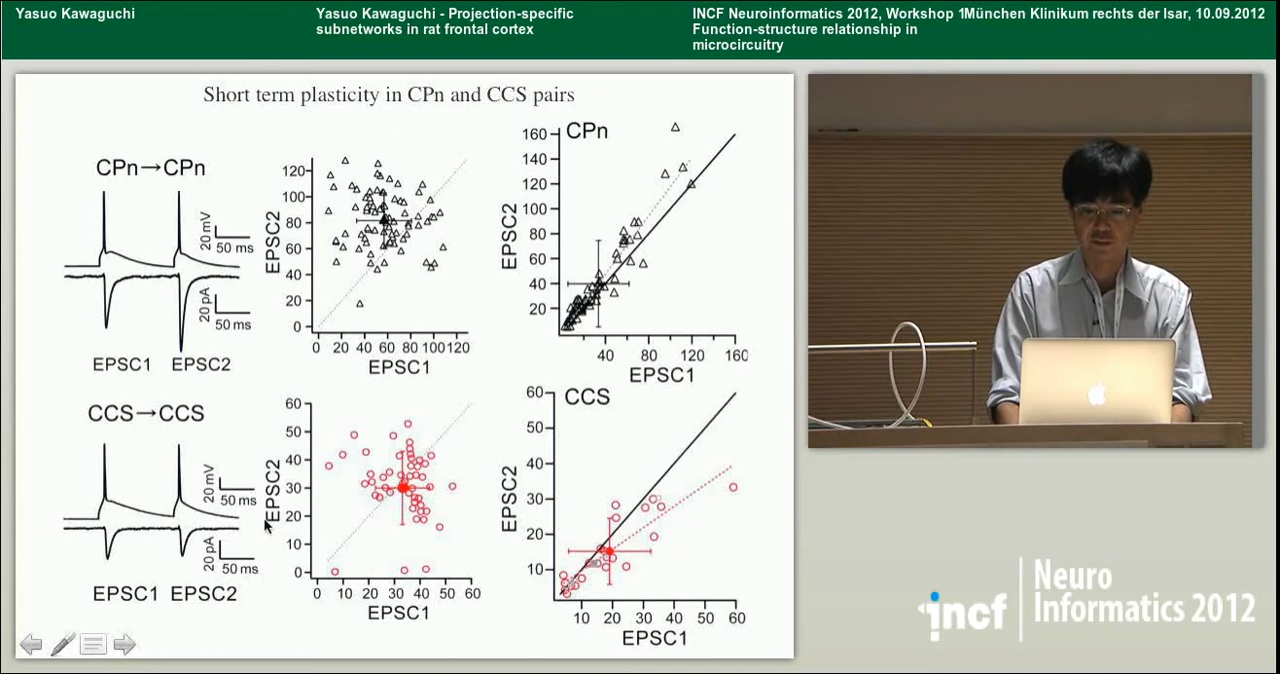 Yasuo Kawaguchi
Yasuo Kawaguchi - Projection-specific
subnetworks in rat frontal cortex
INCF Neuroinformatics 2012, Workshop 1
München Klinikum rechts der Isar, 10.09.2012
Function-structure relationship in
microcircuitry
Short term plasticity in CPn and CCS pairs
CPn→CPn
20 mV
50 ms
20 pA
50 ms
EPSC1 EPSC2
EPSC2
120
100
80
60
40
20
0
0 20 40 60 80 100 120
EPSC1
CPn
EPSC2
160
140
120
100
80
60
40
20
40 80 120 160
EPSC1
CCS→CCS
20 mV
50 ms
20 pA
50 ms
EPSC1 EPSC2
EPSC2
60
50
40
30
20
10
0
0 10 20 30 40 50 60
EPSC1
CCS
EPSC2
60
50
40
30
20
10
10 20 30 40 50 60
EPSC1
incf
Neuro
Informatics 2012